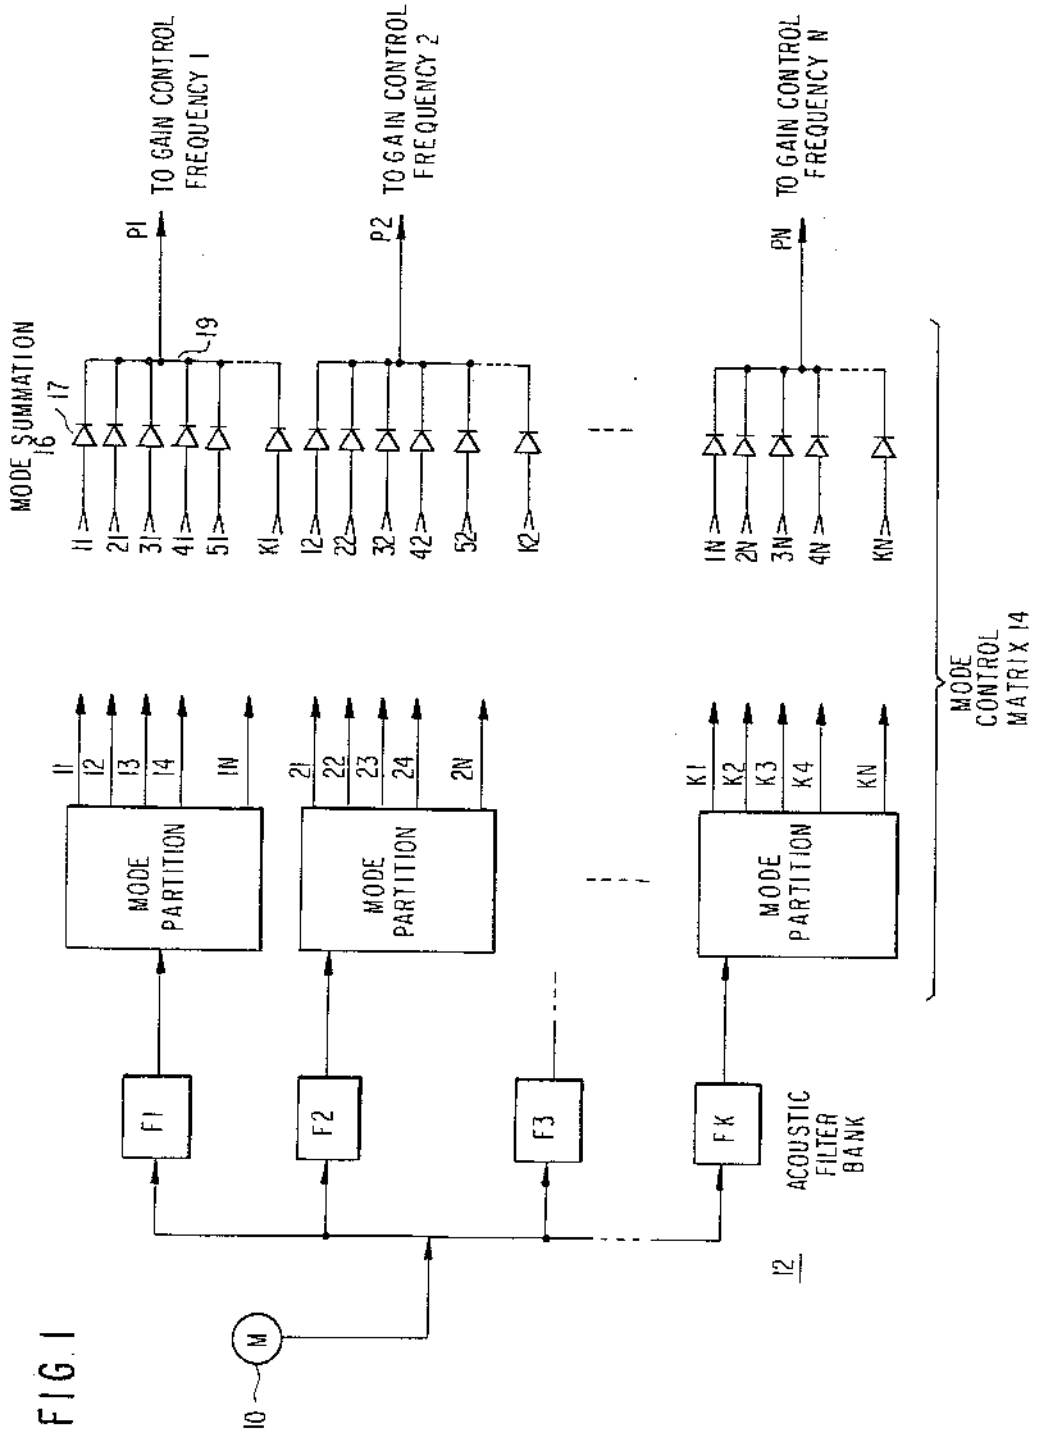 FIG. 1
10
M
12
ACOUSTIC
FILTER
BANK
F1
F2
F3
FK
MODE
PARTITION
11
12
13
14
1N
MODE
PARTITION
21
22
23
24
2N
MODE
PARTITION
K1
K2
K3
K4
KN
MODE
CONTROL
MATRIX 14
MODE SUMMATION
16
17
19
11
21
31
41
51
K1
12
22
32
42
52
K2
1N
2N
3N
4N
KN
P1
TO GAIN CONTROL
FREQUENCY 1
P2
TO GAIN CONTROL
FREQUENCY 2
PN
TO GAIN CONTROL
FREQUENCY N